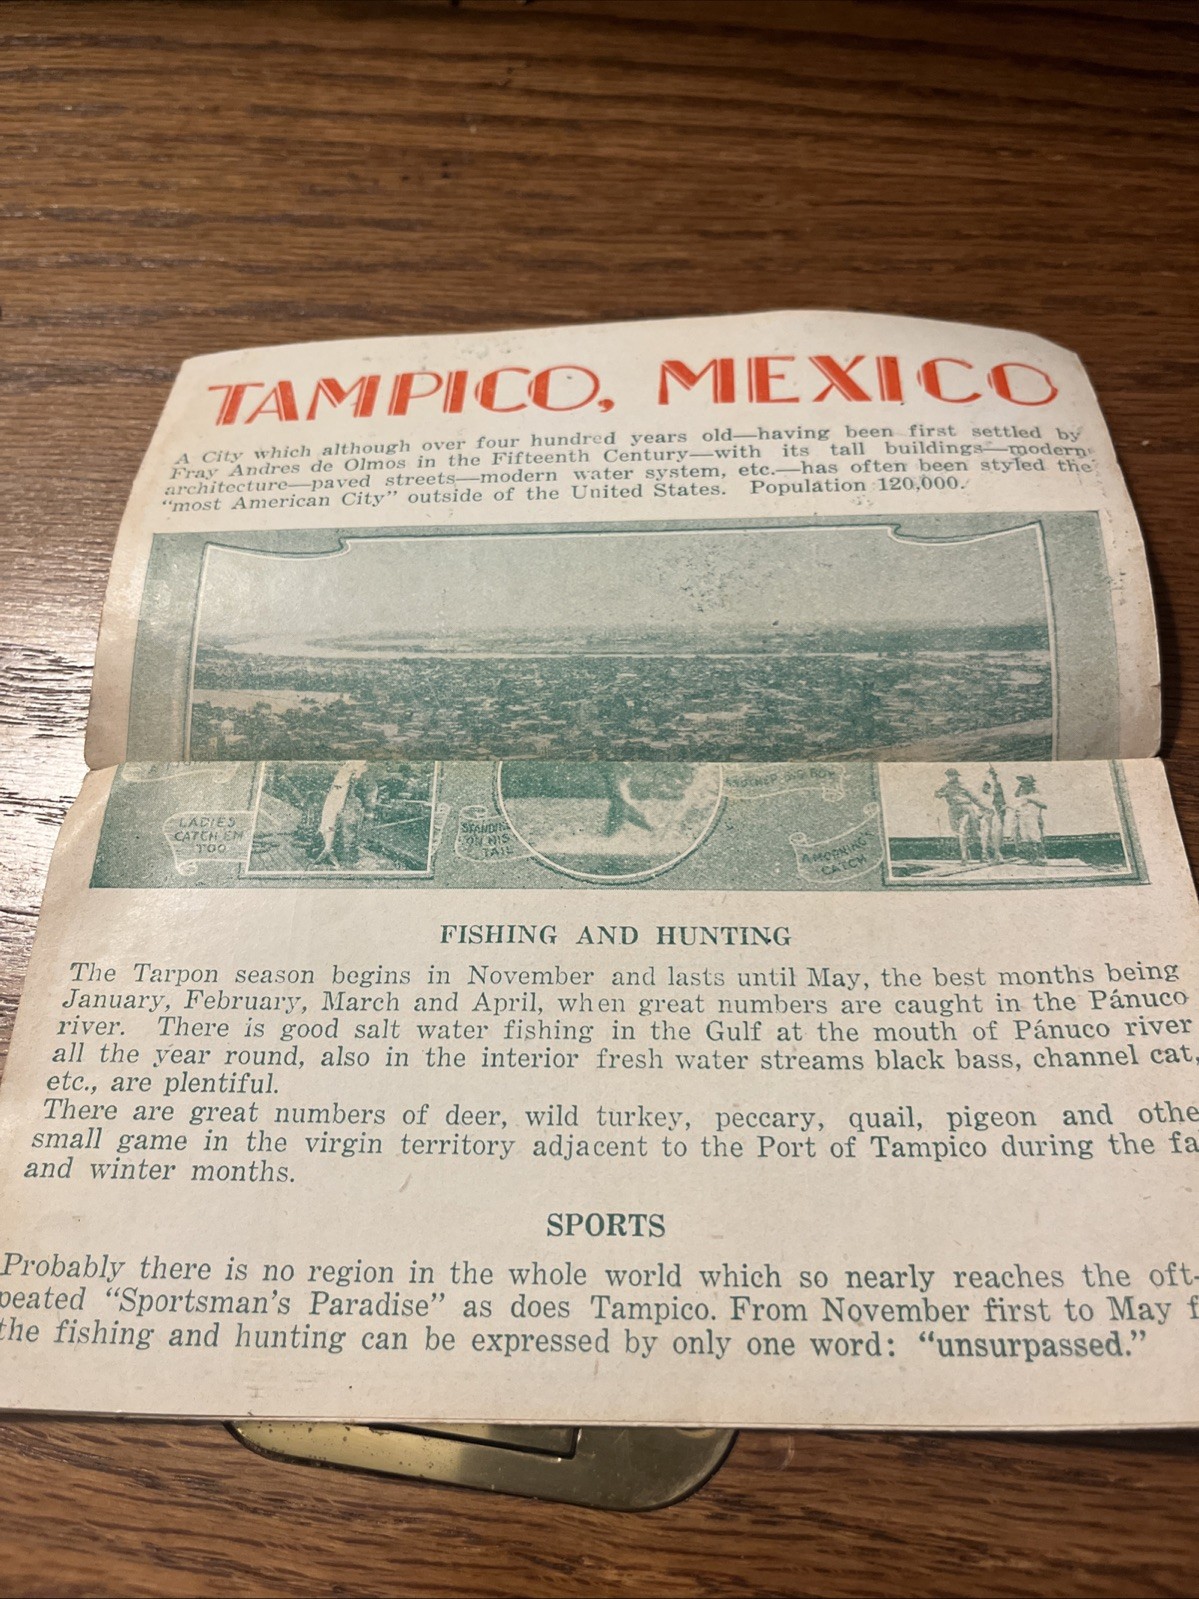 TAMPICO, MEXICO
A City which although over four hundred years old—having been first settled by
Fray Andres de Olmos in the Fifteenth Century—with its tall buildings—modern
architecture—paved streets—modern water system, etc.—has often been styled the
“most American City” outside of the United States. Population 120,000.
LADIES
CATCH EM
TOO
STANDING
ON HIS
TAIL
A MORNING'S
CATCH
FISHING AND HUNTING
The Tarpon season begins in November and lasts until May, the best months being
January, February, March and April, when great numbers are caught in the Pánuco
river. There is good salt water fishing in the Gulf at the mouth of Pánuco river
all the year round, also in the interior fresh water streams black bass, channel cat,
etc., are plentiful.
There are great numbers of deer, wild turkey, peccary, quail, pigeon and othe
small game in the virgin territory adjacent to the Port of Tampico during the fa
and winter months.
SPORTS
Probably there is no region in the whole world which so nearly reaches the oft-
peated “Sportsman's Paradise” as does Tampico. From November first to May f
the fishing and hunting can be expressed by only one word: “unsurpassed.”